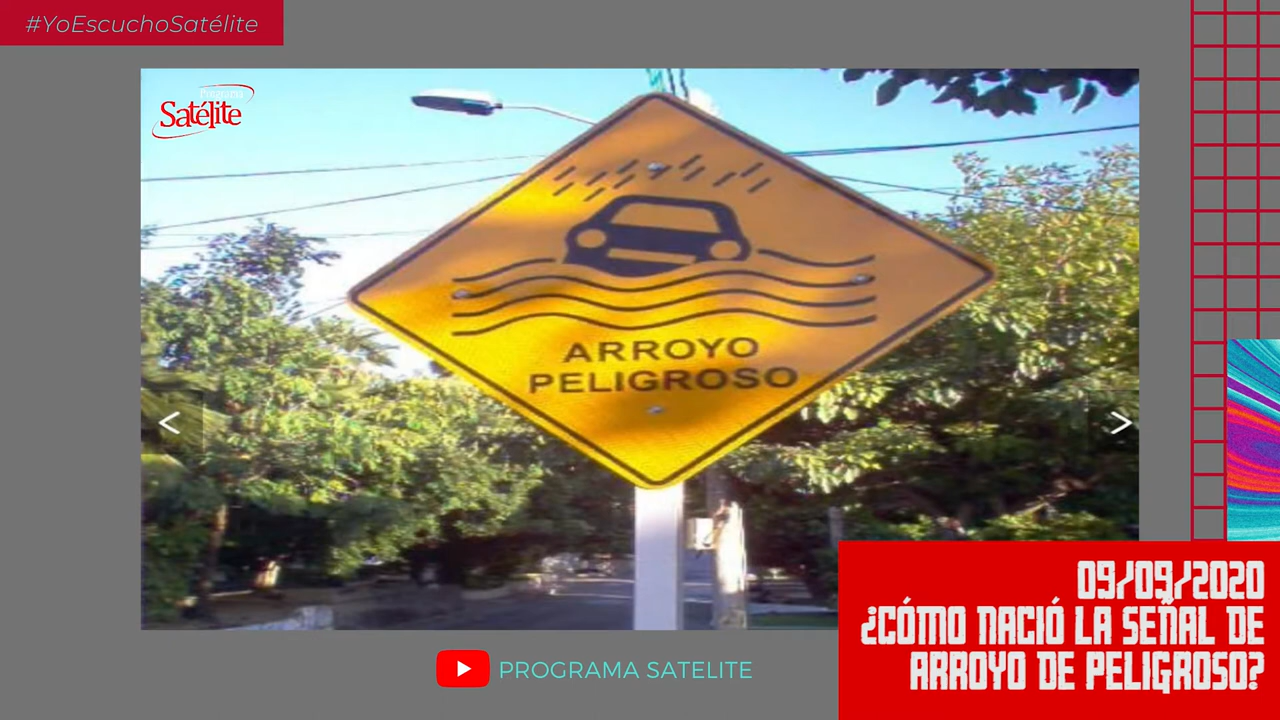 #YoEscuchoSatélite
Programa
Satélite
ARROYO
PELIGROSO
<
>
PROGRAMA SATELITE
09/09/2020
¿CÓMO NACIÓ LA SEÑAL DE
ARROYO DE PELIGROSO?